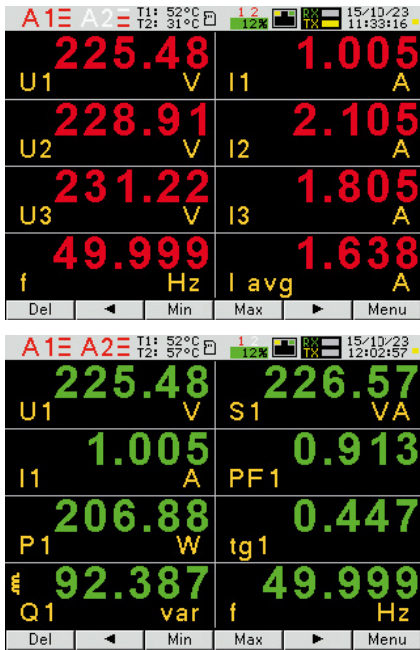 A1 A2 T1: 52°C T2: 31°C 1 2 12% RX TX 15/10/23 11:33:16
225.48 1.005
U1 V I1 A
228.91 2.105
U2 V I2 A
231.22 1.805
U3 V I3 A
49.999 1.638
f Hz I avg A
Del ◄ Min Max ► Menu
A1 A2 T1: 52°C T2: 57°C 1 2 12% RX TX 15/10/23 12:02:57
225.48 226.57
U1 V S1 VA
1.005 0.913
I1 A PF1
206.88 0.447
P1 W tg1
92.387 49.999
Q1 var f Hz
Del ◄ Min Max ► Menu